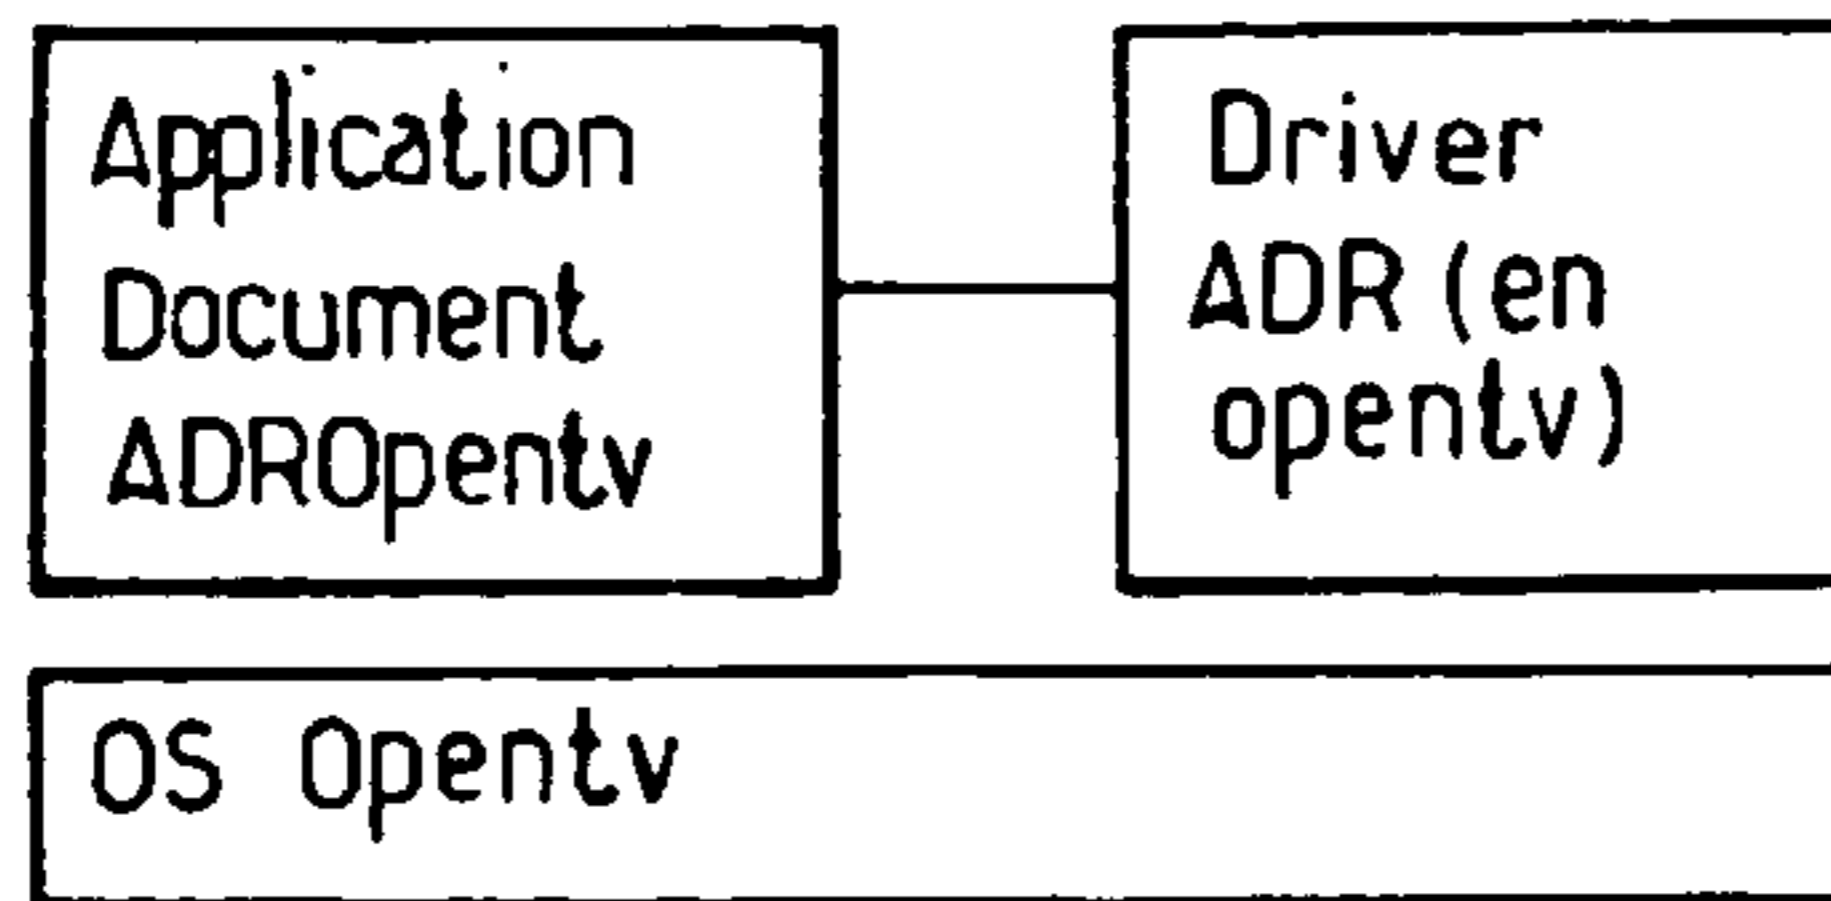 Application
Document
ADROpentv
Driver
ADR (en
opentv)
OS Opentv